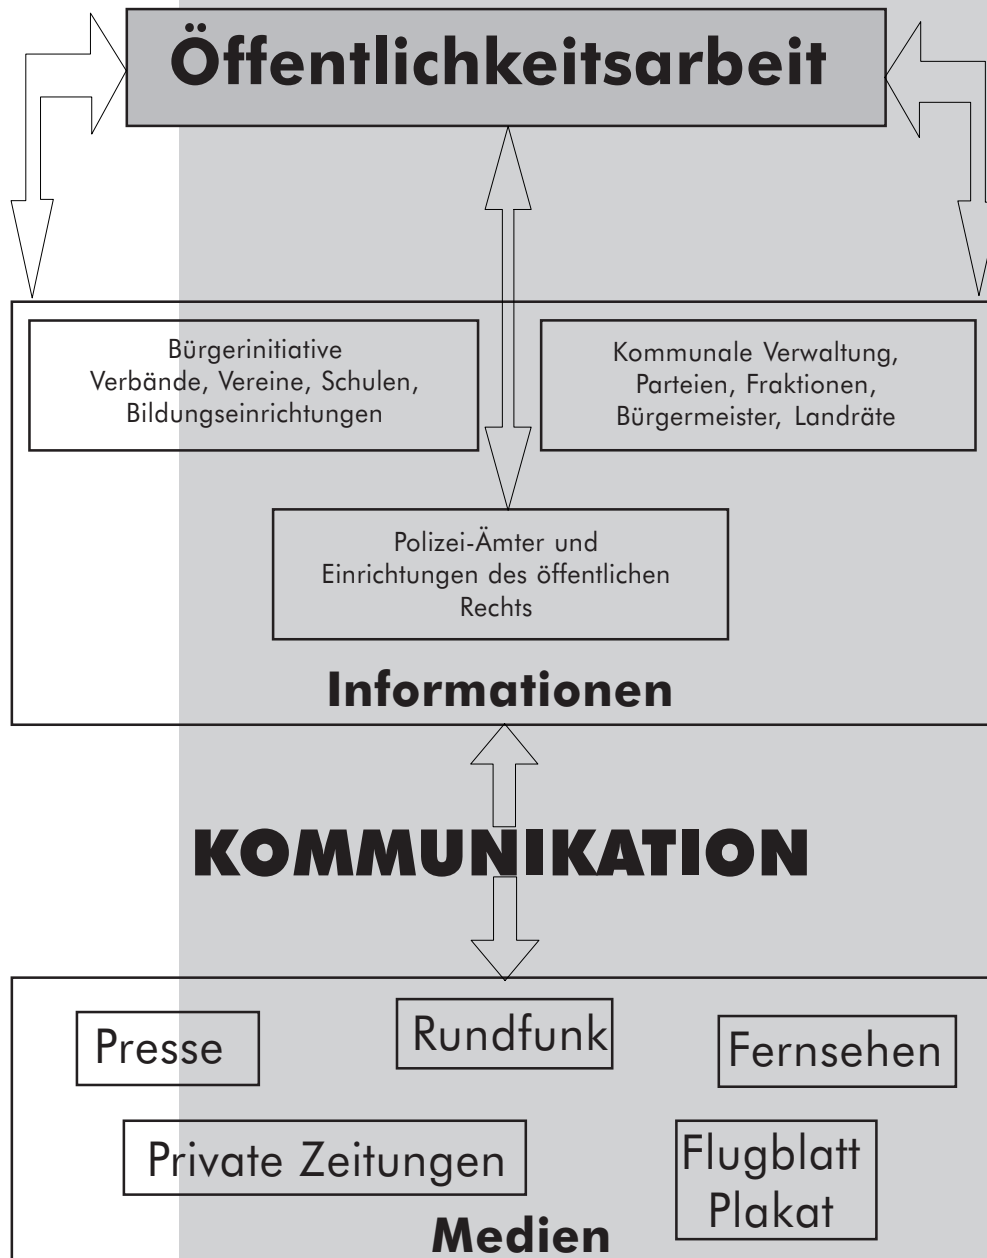 Öffentlichkeitsarbeit
Bürgerinitiative
Verbände, Vereine, Schulen,
Bildungseinrichtungen
Kommunale Verwaltung,
Parteien, Fraktionen,
Bürgermeister, Landräte
Polizei-Ämter und
Einrichtungen des öffentlichen
Rechts
Informationen
KOMMUNIKATION
Presse
Rundfunk
Fernsehen
Private Zeitungen
Flugblatt
Plakat
Medien